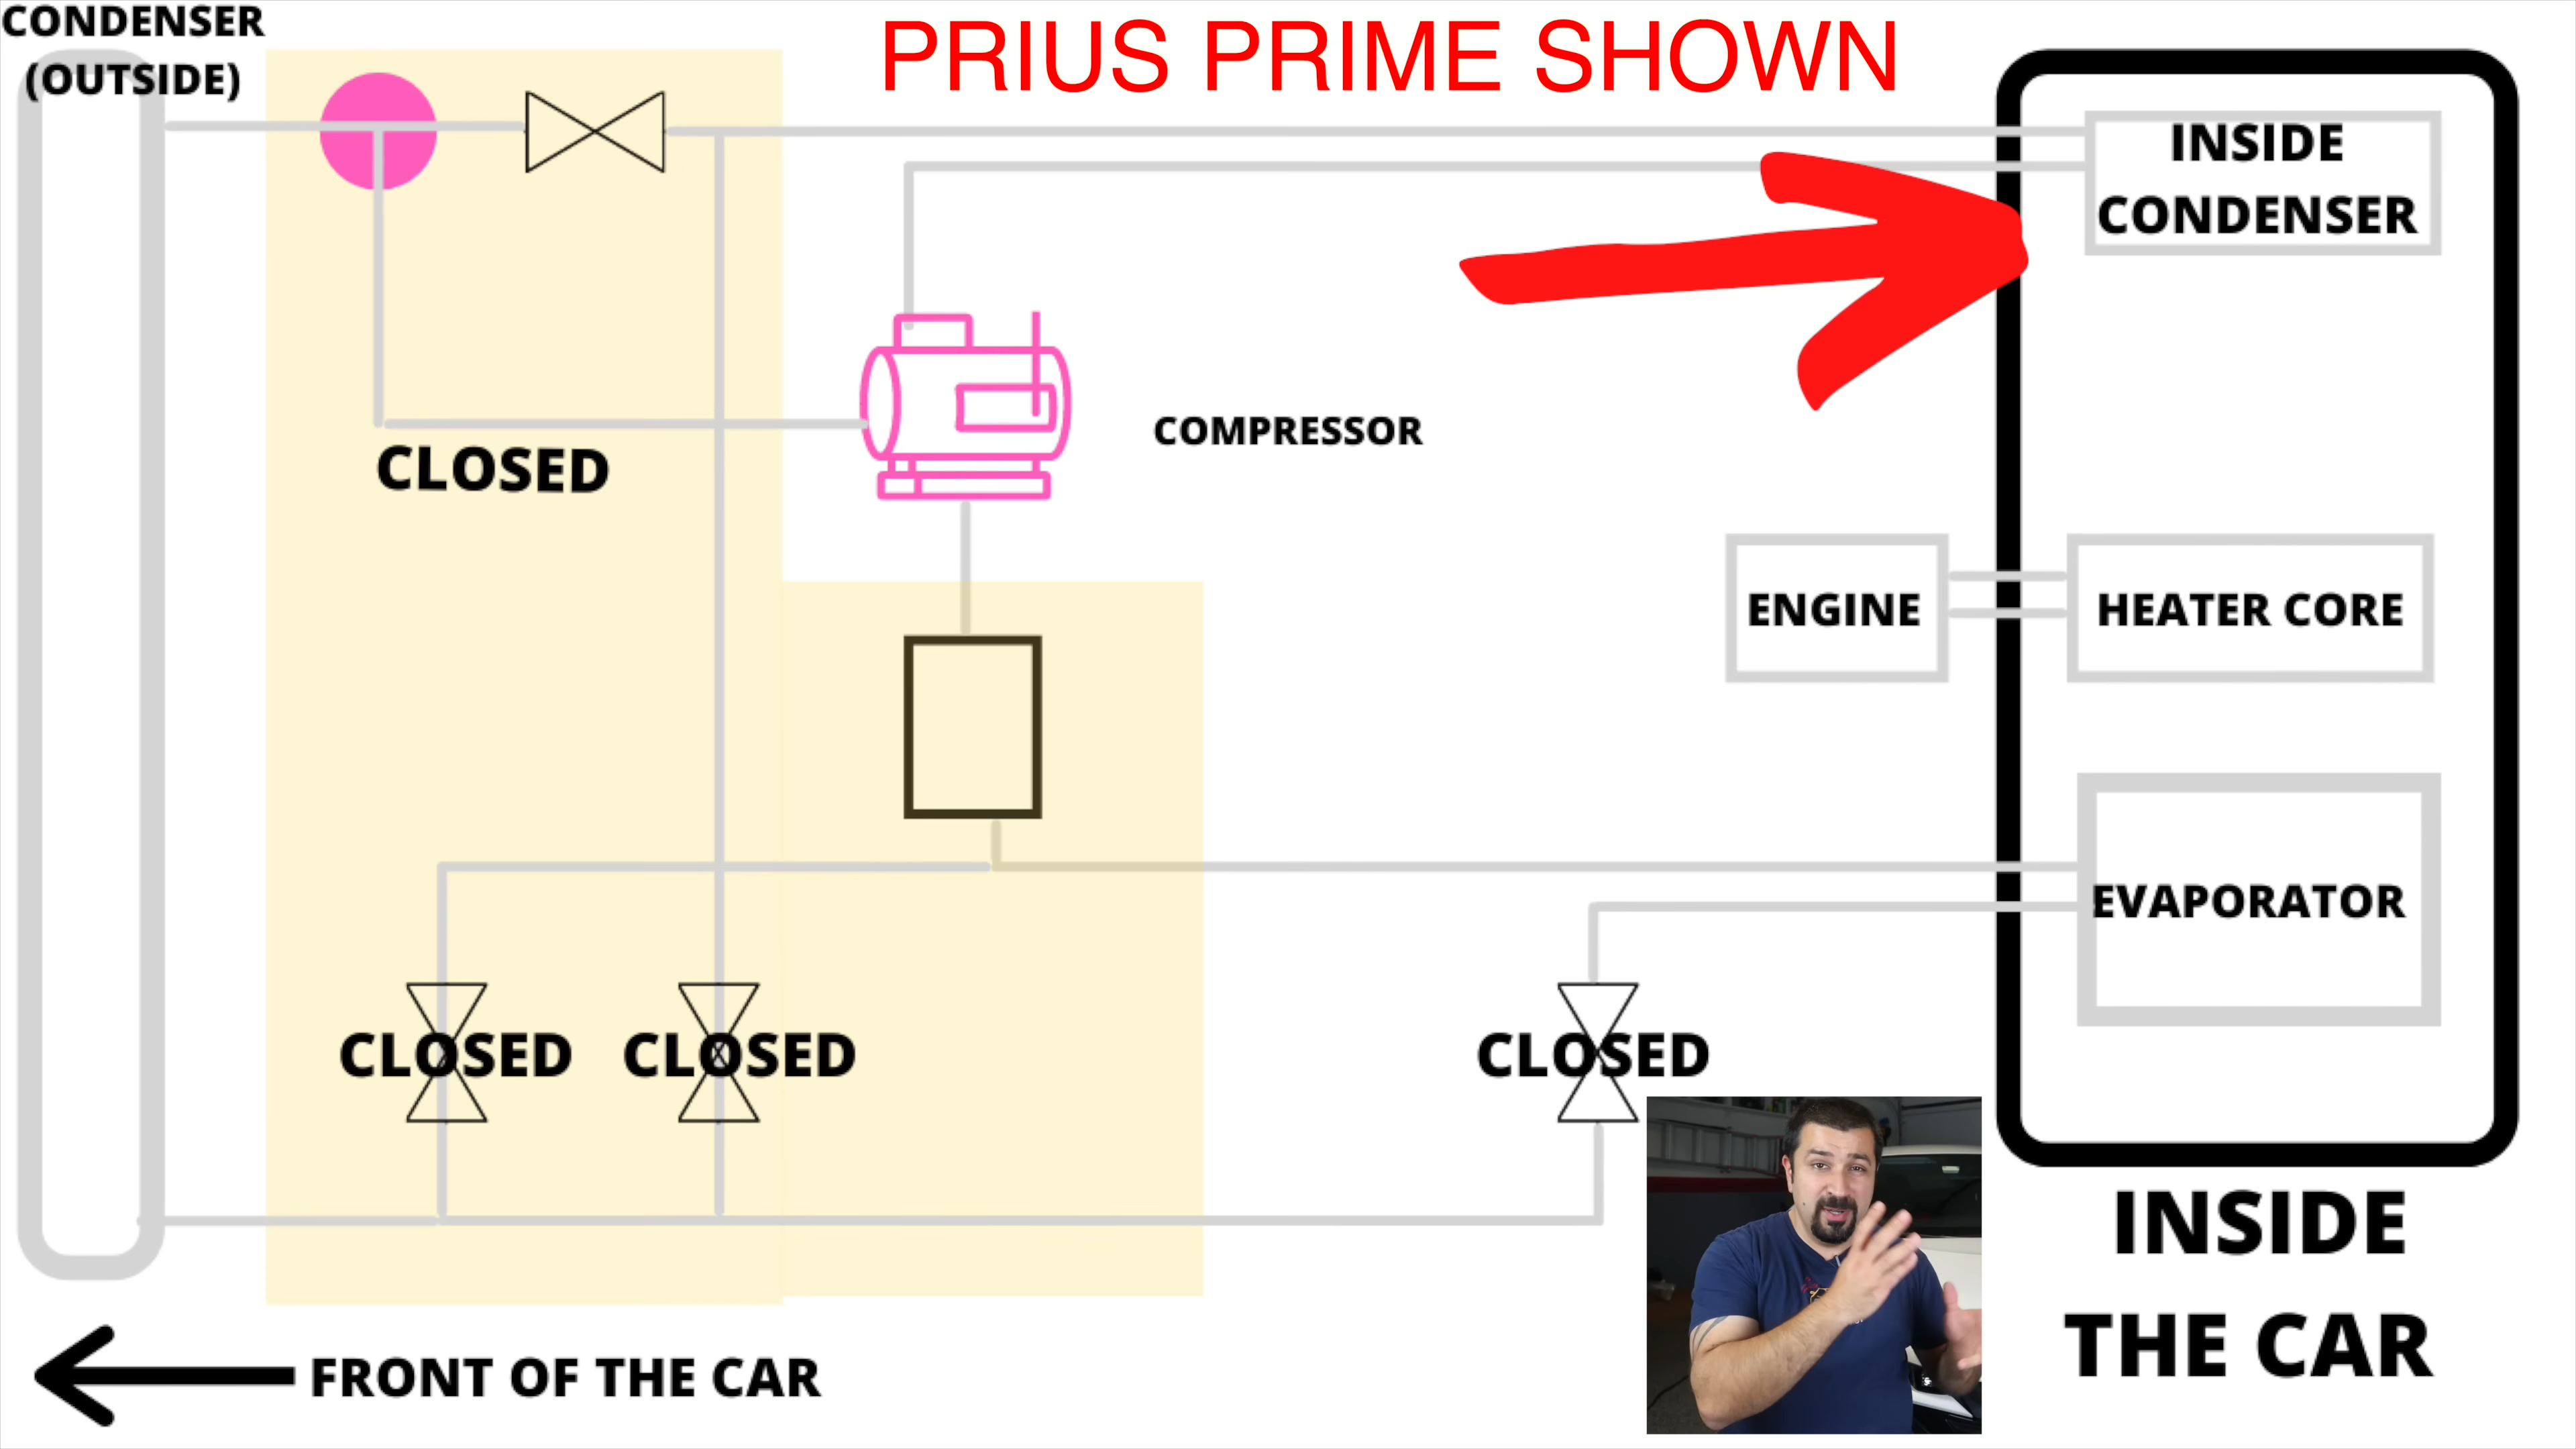 CONDENSER
(OUTSIDE)
PRIUS PRIME SHOWN
INSIDE
CONDENSER
COMPRESSOR
CLOSED
ENGINE
HEATER CORE
EVAPORATOR
CLOSED
CLOSED
CLOSED
INSIDE
THE CAR
FRONT OF THE CAR